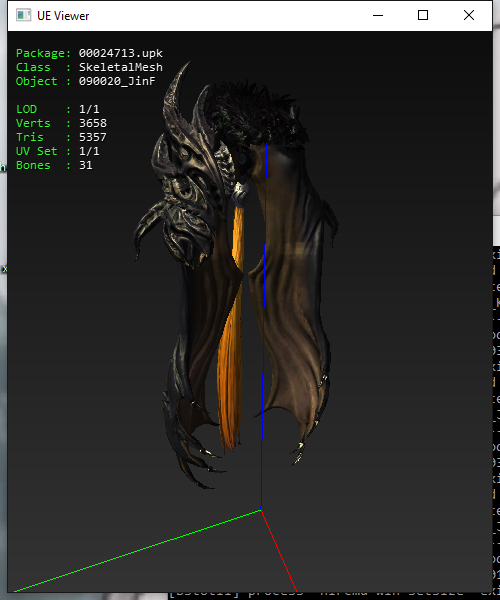 UE Viewer
Package: 00024713.upk
Class : SkeletalMesh
Object : 090020_JinF
LOD : 1/1
Verts : 3658
Tris : 5357
UV Set : 1/1
Bones : 31